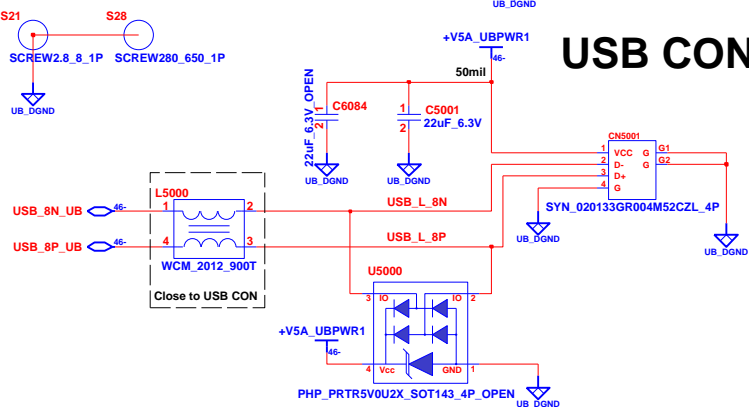 UB_DGND
S21
S28
SCREW2.8_8_1P
SCREW280_650_1P
UB_DGND
+V5A_UBPWR1
46-
USB CON
50mil
22uF_6.3V_OPEN
1
2
C6084
1
2
C5001
22uF_6.3V
UB_DGND
UB_DGND
CN5001
1
2
3
4
VCC
D-
D+
G
G
G
G1
G2
SYN_020133GR004M52CZL_4P
UB_DGND
UB_DGND
L5000
USB_8N_UB
46-
1
2
USB_L_8N
USB_8P_UB
46-
4
3
USB_L_8P
WCM_2012_900T
Close to USB CON
U5000
3
IO
IO
2
+V5A_UBPWR1
46-
4
Vcc
GND
1
PHP_PRTR5V0U2X_SOT143_4P_OPEN
UB_DGND